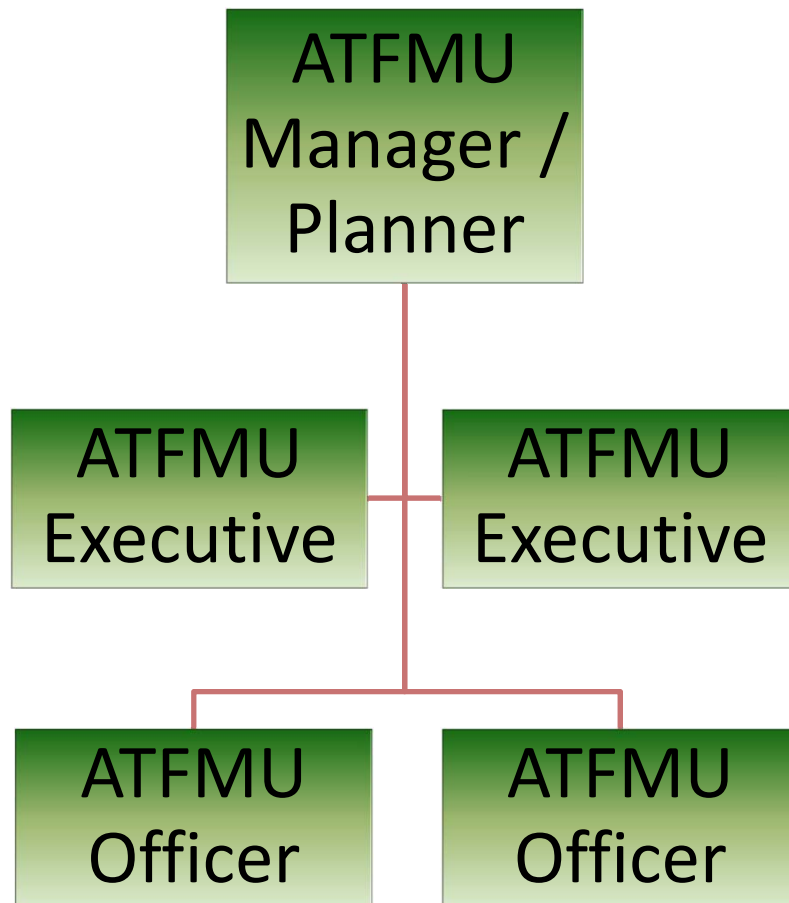 ATFMU
Manager /
Planner
ATFMU
Executive
ATFMU
Executive
ATFMU
Officer
ATFMU
Officer